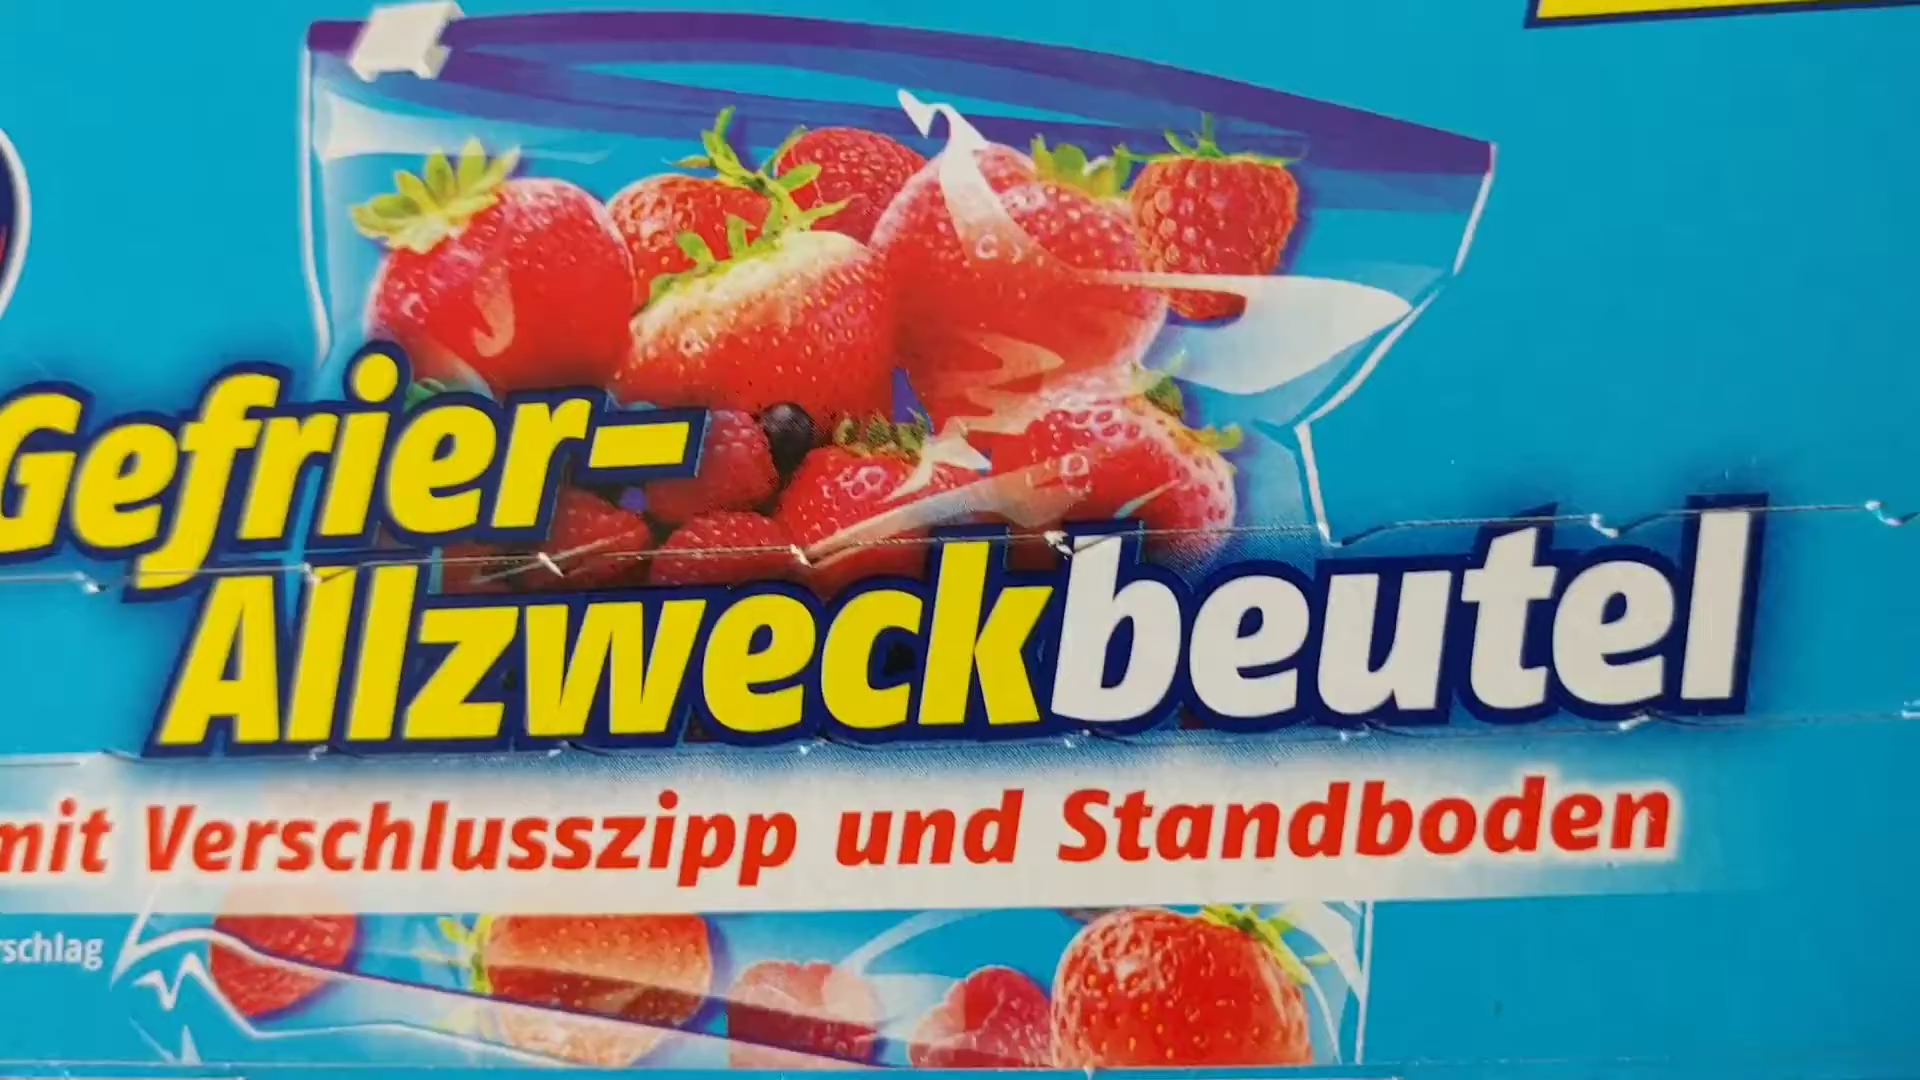 Gefrier-
Allzweckbeutel
mit Verschlusszipp und Standboden